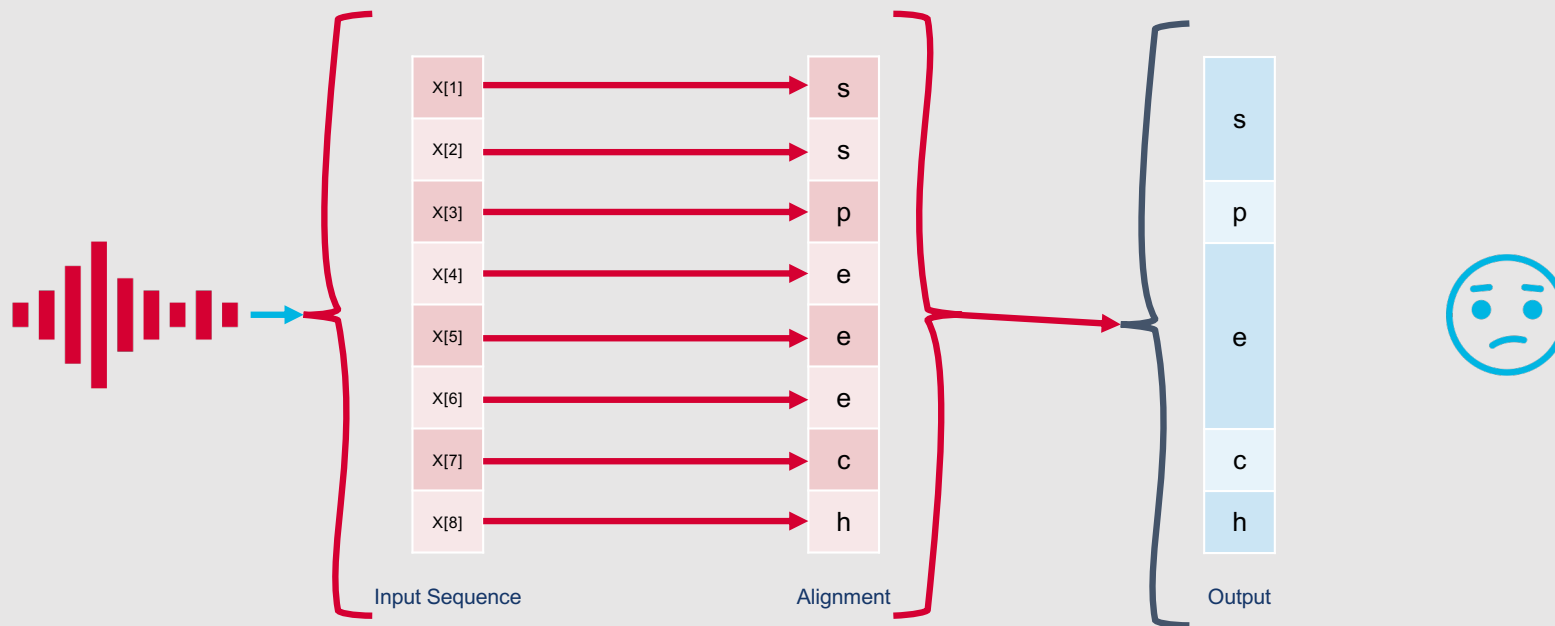 X[1] s
s
X[2] s
X[3] p p
X[4] e
X[5] e e
X[6] e
X[7] c c
X[8] h h
Input Sequence Alignment Output